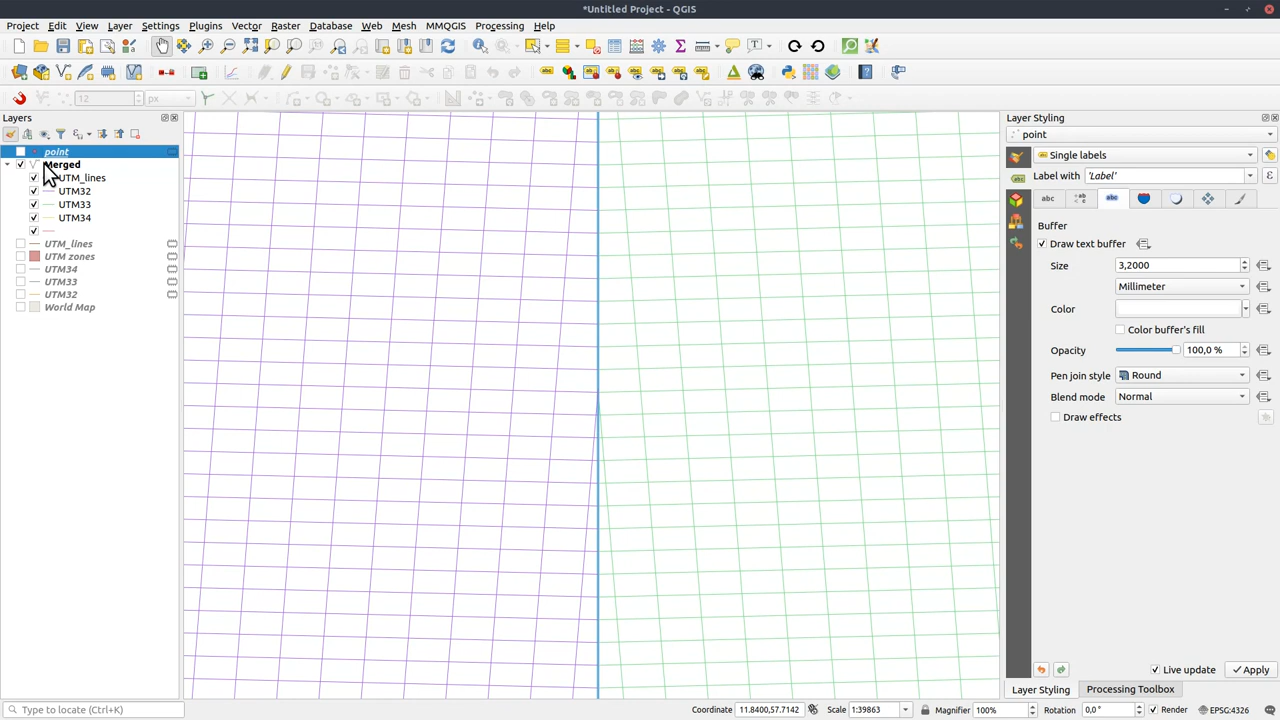 *Untitled Project - QGIS
Project Edit View Layer Settings Plugins Vector Raster Database Web Mesh MMQGIS Processing Help
12 px
Layers
point
Merged
UTM_lines
UTM32
UTM33
UTM34
UTM_lines
UTM zones
UTM34
UTM33
UTM32
World Map
Layer Styling
point
Single labels
Label with 'Label'
Buffer
Draw text buffer
Size 3,2000
Millimeter
Color
Color buffer's fill
Opacity 100,0 %
Pen join style Round
Blend mode Normal
Draw effects
Live update Apply
Layer Styling Processing Toolbox
Type to locate (Ctrl+K) Coordinate 11.8400,57.7142 Scale 1:39863 Magnifier 100% Rotation 0,0 ° Render EPSG:4326